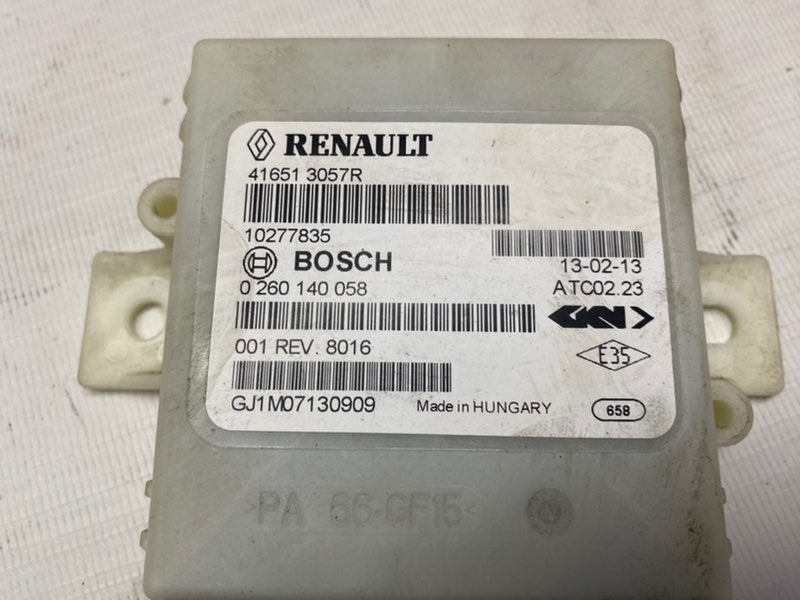 RENAULT
41651 3057R
10277835
BOSCH
13-02-13
0 260 140 058
ATC02.23
GKN
001 REV. 8016
E35
GJ1M07130909
Made in HUNGARY
658
>PA 66-GF15<